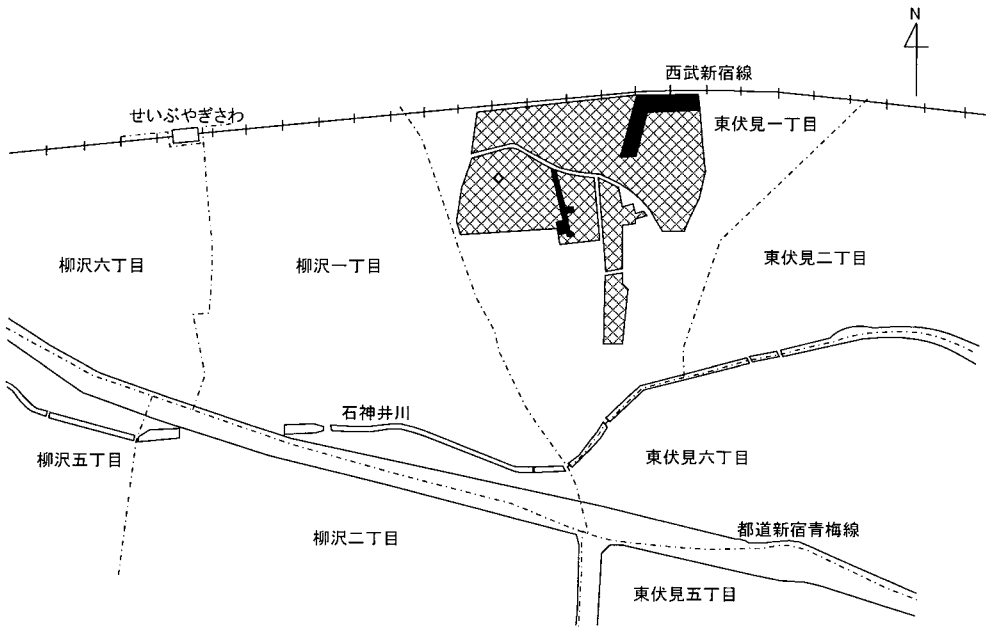 N
西武新宿線
せいぶやぎさわ
東伏見一丁目
柳沢六丁目
柳沢一丁目
東伏見二丁目
石神井川
柳沢五丁目
東伏見六丁目
柳沢二丁目
都道新宿青梅線
東伏見五丁目